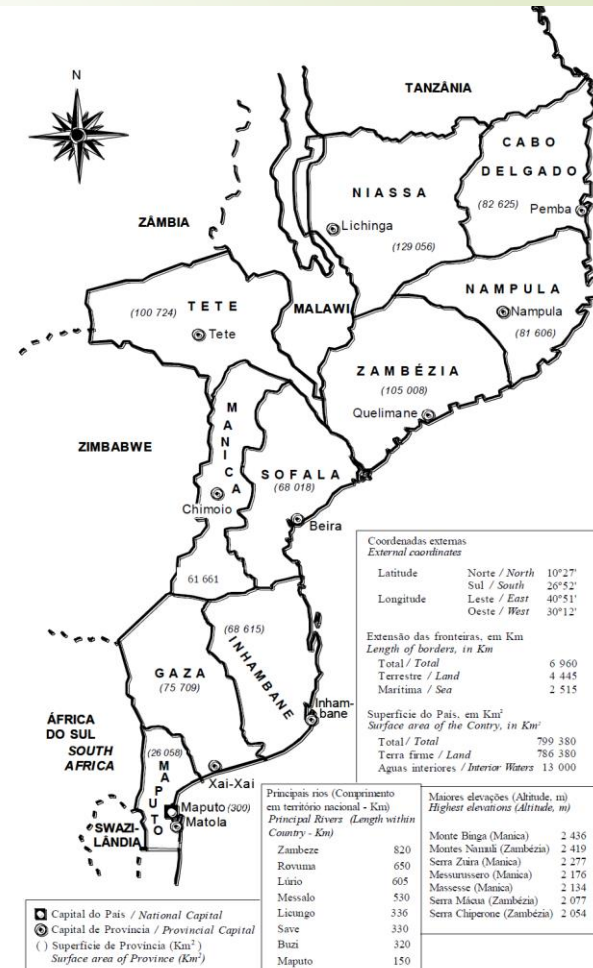 N
TANZÂNIA
CABO
DELGADO
(82 625)
Pemba
NIASSA
Lichinga
(129 056)
ZÂMBIA
NAMPULA
Nampula
(81 606)
TETE
(100 724)
Tete
MALAWI
ZAMBÉZIA
(105 008)
Quelimane
MANICA
ZIMBABWE
SOFALA
(68 018)
Chimoio
Beira
61 661
(68 615)
INHAMBANE
GAZA
(75 709)
Inham-
bane
ÁFRICA
DO SUL
SOUTH
AFRICA
(26 058)
MAPUTO
Xai-Xai
Maputo (300)
Matola
SWAZI-
LÂNDIA
Coordenadas externas
External coordinates
Latitude Norte / North 10°27'
Sul / South 26°52'
Longitude Leste / East 40°51'
Oeste / West 30°12'
Extensão das fronteiras, em Km
Length of borders, in Km
Total / Total 6 960
Terrestre / Land 4 445
Marítima / Sea 2 515
Superfície do País, em Km²
Surface area of the Contry, in Km²
Total / Total 799 380
Terra firme / Land 786 380
Aguas interiores / Interior Waters 13 000
Principais rios (Comprimento
em território nacional - Km)
Principal Rivers (Length within
Country - Km)
Zambeze 820
Rovuma 650
Lúrio 605
Messalo 530
Licungo 336
Save 330
Buzi 320
Maputo 150
Maiores elevações (Altitude, m)
Highest elevations (Altitude, m)
Monte Binga (Manica) 2 436
Montes Namuli (Zambézia) 2 419
Serra Zuira (Manica) 2 277
Messurussero (Manica) 2 176
Massesse (Manica) 2 134
Serra Mácua (Zambézia) 2 077
Serra Chiperone (Zambézia) 2 054
Capital do País / National Capital
Capital de Província / Provincial Capital
( ) Superfície de Província (Km²)
Surface area of Province (Km²)